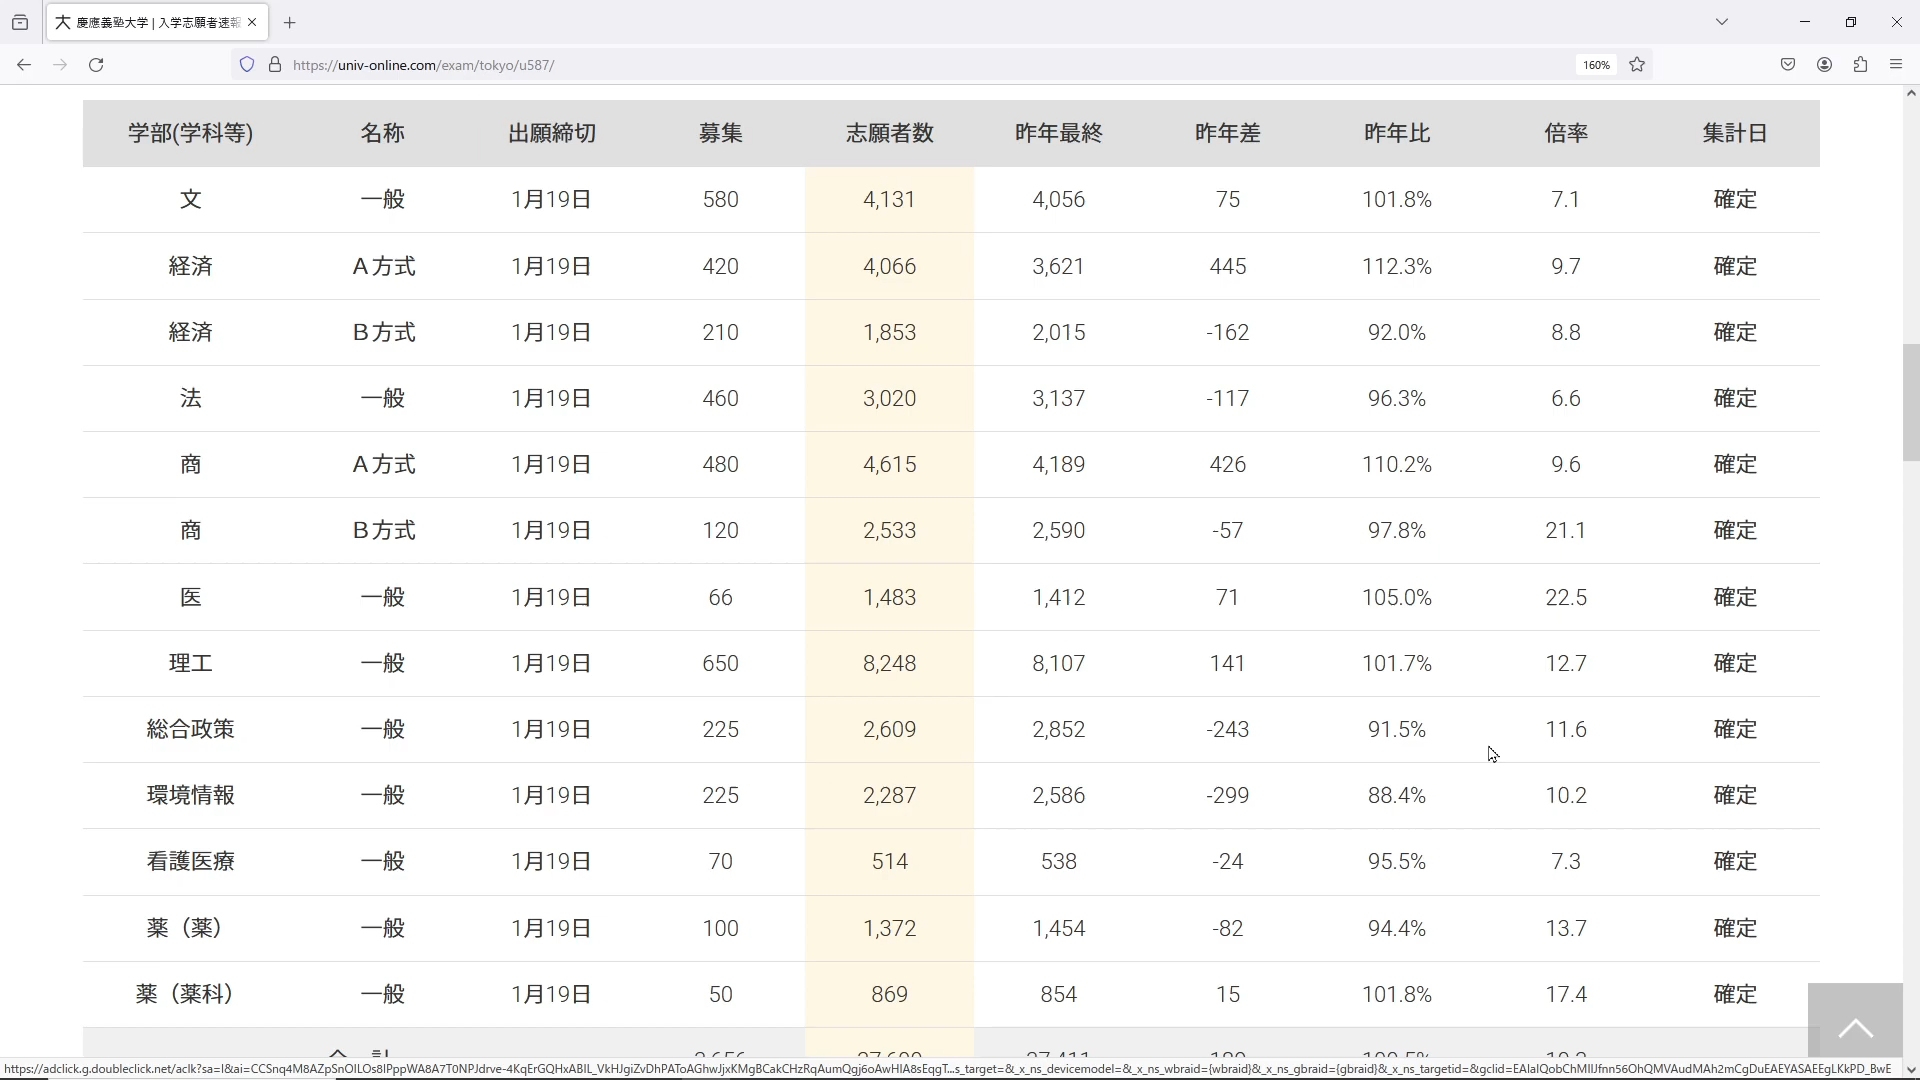 慶應義塾大学 | 入学志願者速報
https://univ-online.com/exam/tokyo/u587/
160%
学部(学科等) 名称 出願締切 募集 志願者数 昨年最終 昨年差 昨年比 倍率 集計日
文 一般 1月19日 580 4,131 4,056 75 101.8% 7.1 確定
経済 A方式 1月19日 420 4,066 3,621 445 112.3% 9.7 確定
経済 B方式 1月19日 210 1,853 2,015 -162 92.0% 8.8 確定
法 一般 1月19日 460 3,020 3,137 -117 96.3% 6.6 確定
商 A方式 1月19日 480 4,615 4,189 426 110.2% 9.6 確定
商 B方式 1月19日 120 2,533 2,590 -57 97.8% 21.1 確定
医 一般 1月19日 66 1,483 1,412 71 105.0% 22.5 確定
理工 一般 1月19日 650 8,248 8,107 141 101.7% 12.7 確定
総合政策 一般 1月19日 225 2,609 2,852 -243 91.5% 11.6 確定
環境情報 一般 1月19日 225 2,287 2,586 -299 88.4% 10.2 確定
看護医療 一般 1月19日 70 514 538 -24 95.5% 7.3 確定
薬（薬） 一般 1月19日 100 1,372 1,454 -82 94.4% 13.7 確定
薬（薬科） 一般 1月19日 50 869 854 15 101.8% 17.4 確定